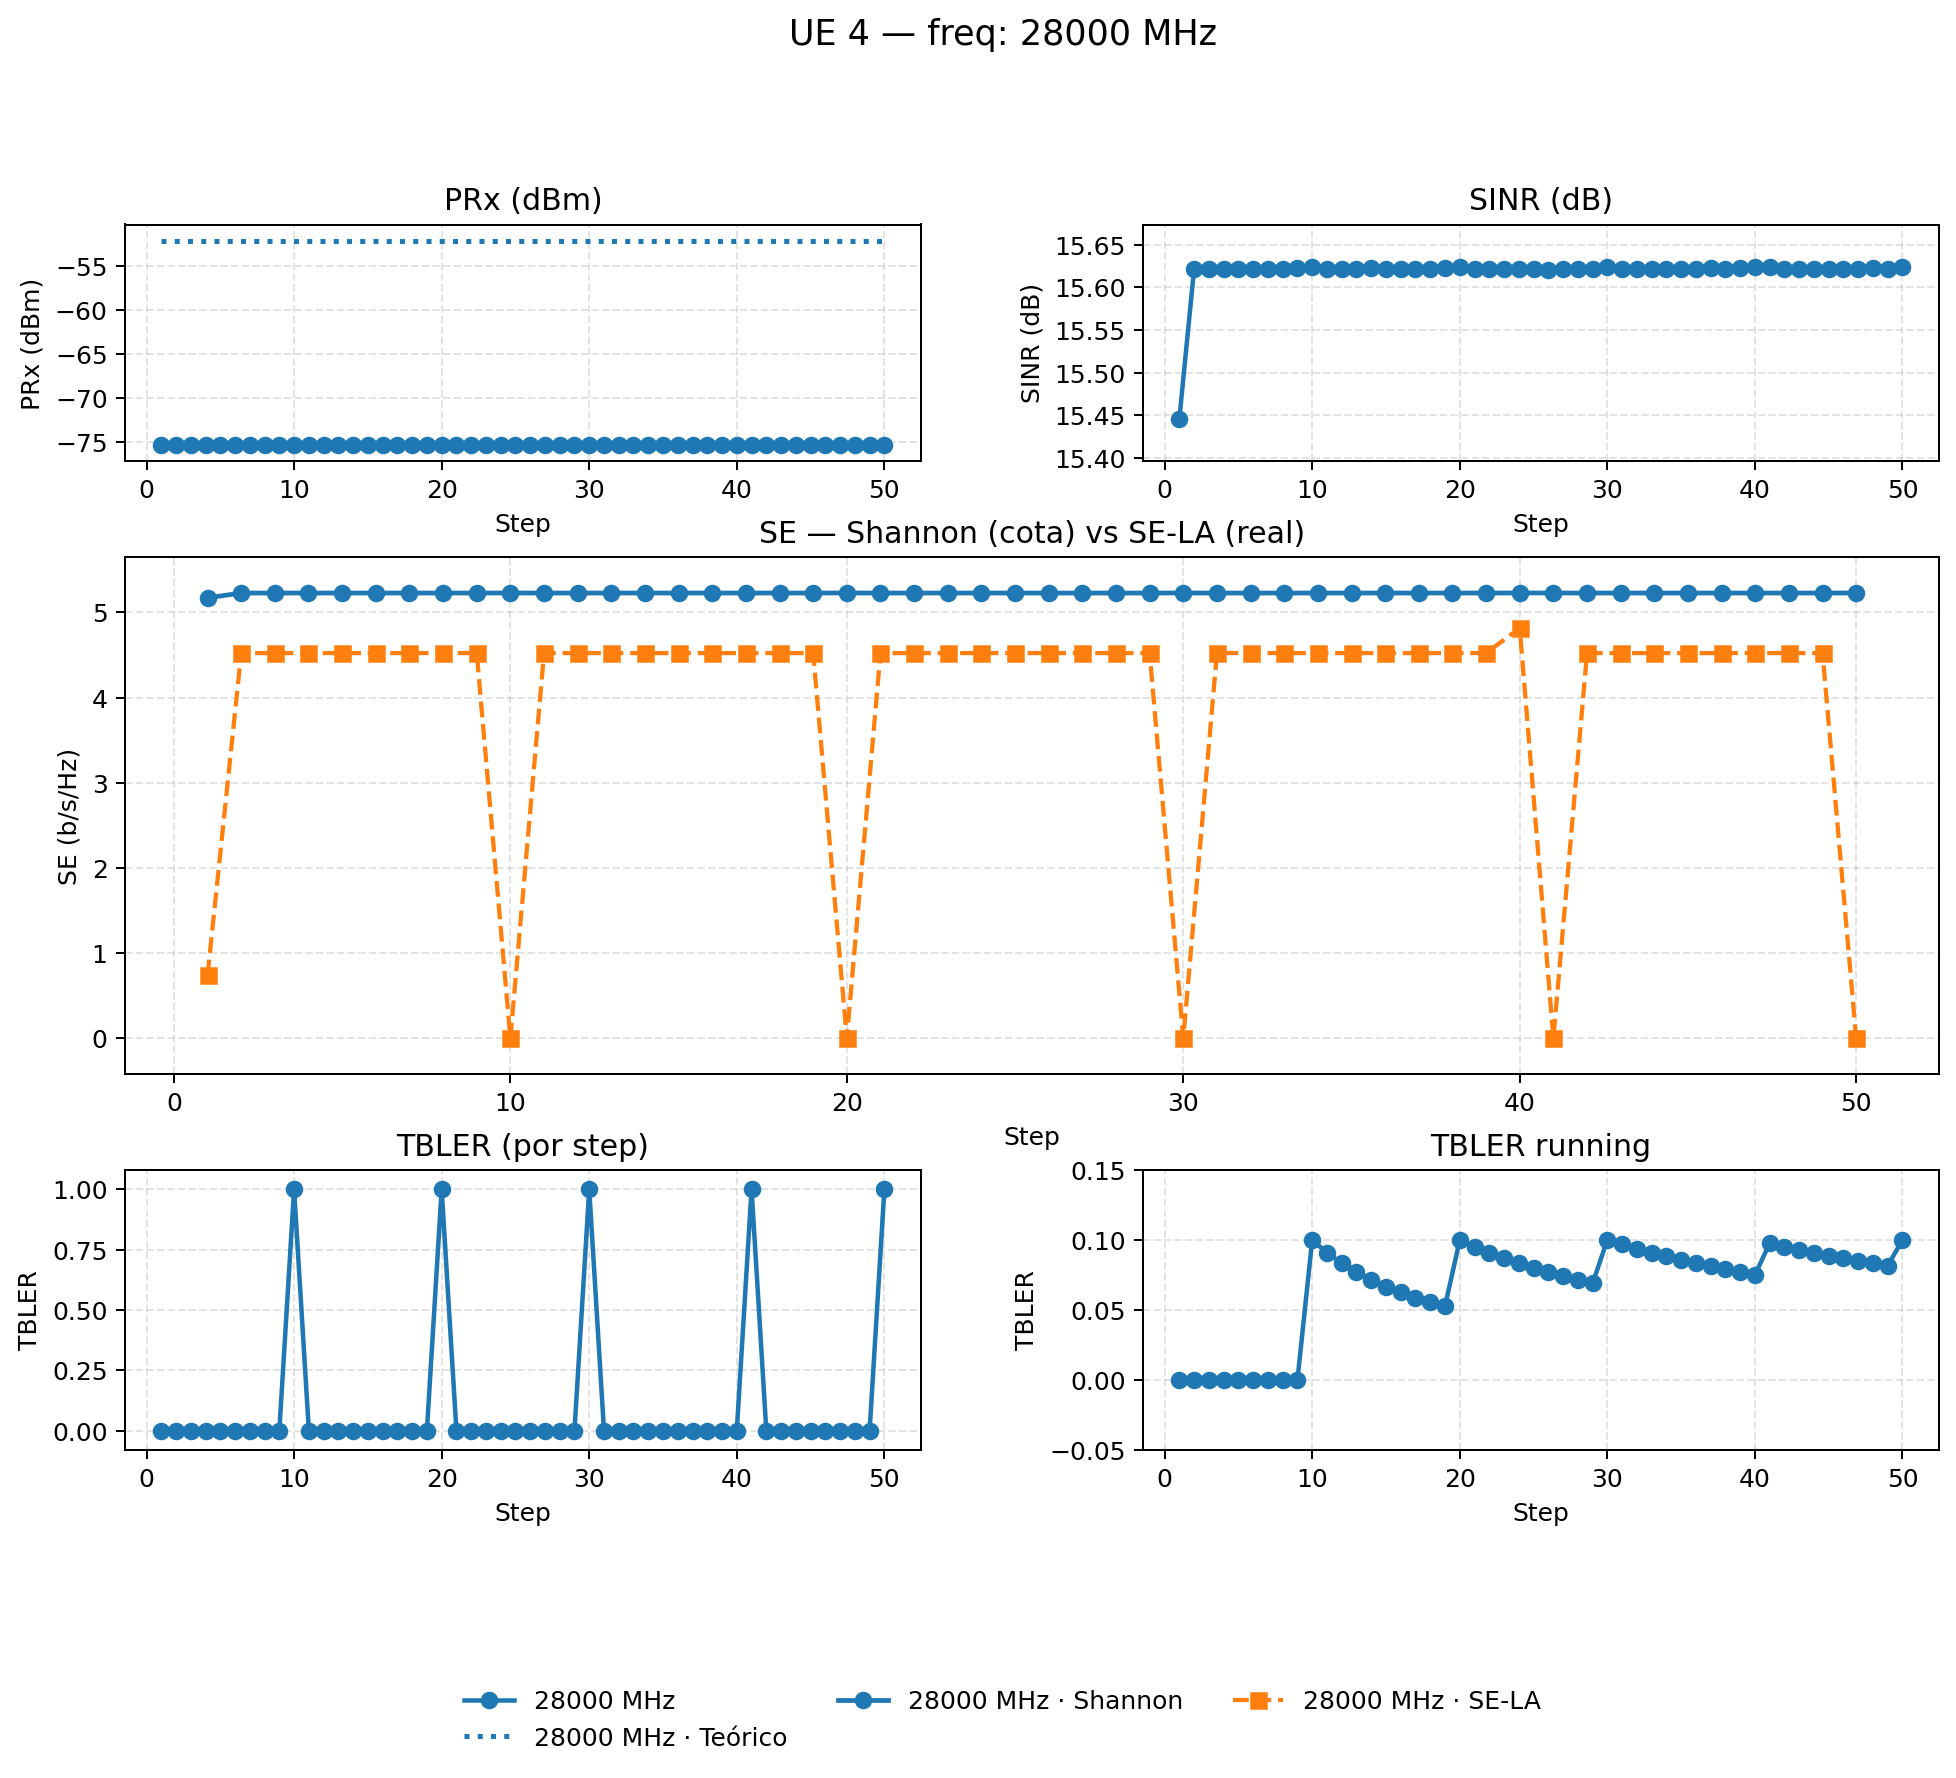 UE 4 — freq: 28000 MHz
PRx (dBm)
PRx (dBm)
−55
−60
−65
−70
−75
0 10 20 30 40 50
Step
SINR (dB)
SINR (dB)
15.65
15.60
15.55
15.50
15.45
15.40
0 10 20 30 40 50
Step
SE — Shannon (cota) vs SE-LA (real)
SE (b/s/Hz)
5
4
3
2
1
0
0 10 20 30 40 50
Step
TBLER (por step)
TBLER
1.00
0.75
0.50
0.25
0.00
0 10 20 30 40 50
Step
TBLER running
TBLER
0.15
0.10
0.05
0.00
−0.05
0 10 20 30 40 50
Step
28000 MHz
28000 MHz · Teórico
28000 MHz · Shannon
28000 MHz · SE-LA